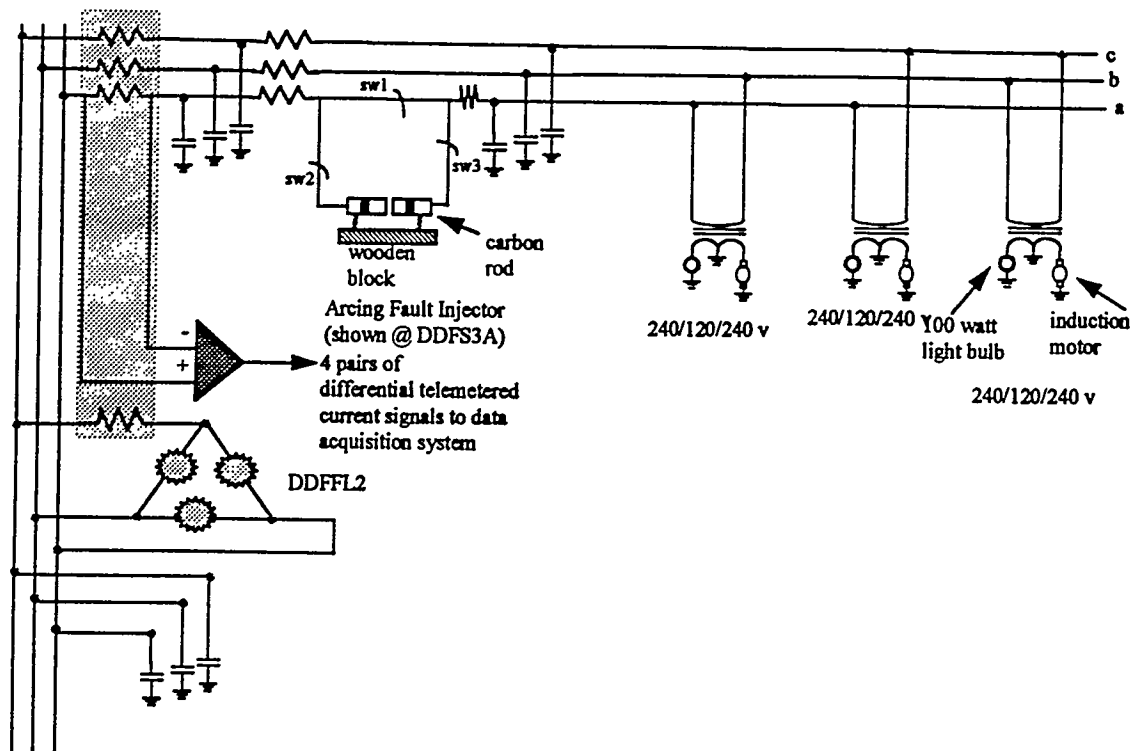 c
b
a
sw1
sw2
sw3
wooden
block
carbon
rod
Arcing Fault Injector
(shown @ DDFS3A)
4 pairs of
differential telemetered
current signals to data
acquisition system
-
+
DDFFL2
240/120/240 v
240/120/240 v
100 watt
light bulb
induction
motor
240/120/240 v